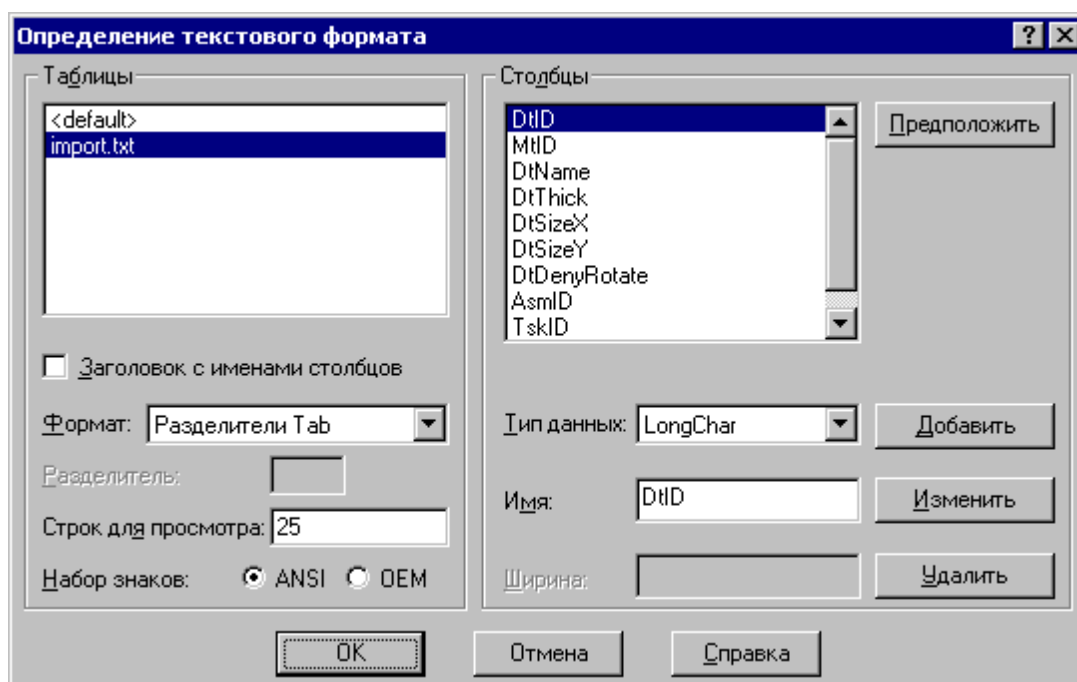 Определение текстового формата
Таблицы
<default>
import.txt
Заголовок с именами столбцов
Формат: Разделители Tab
Разделитель:
Строк для просмотра: 25
Набор знаков: ANSI OEM
Столбцы
DtID
MtID
DtName
DtThick
DtSizeX
DtSizeY
DtDenyRotate
AsmID
TskID
Предположить
Тип данных: LongChar
Добавить
Имя: DtID
Изменить
Ширина:
Удалить
OK
Отмена
Справка